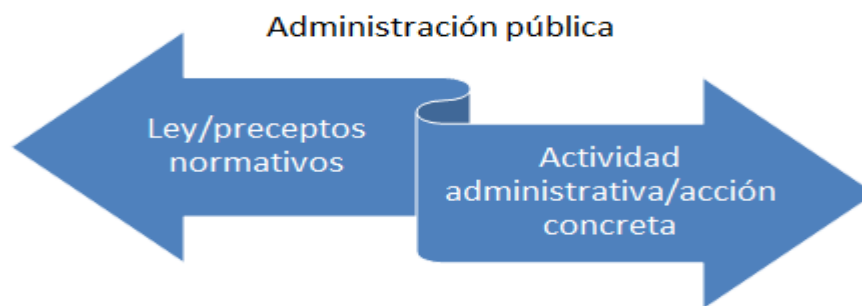 Administración pública
Ley/preceptos
normativos
Actividad
administrativa/acción
concreta